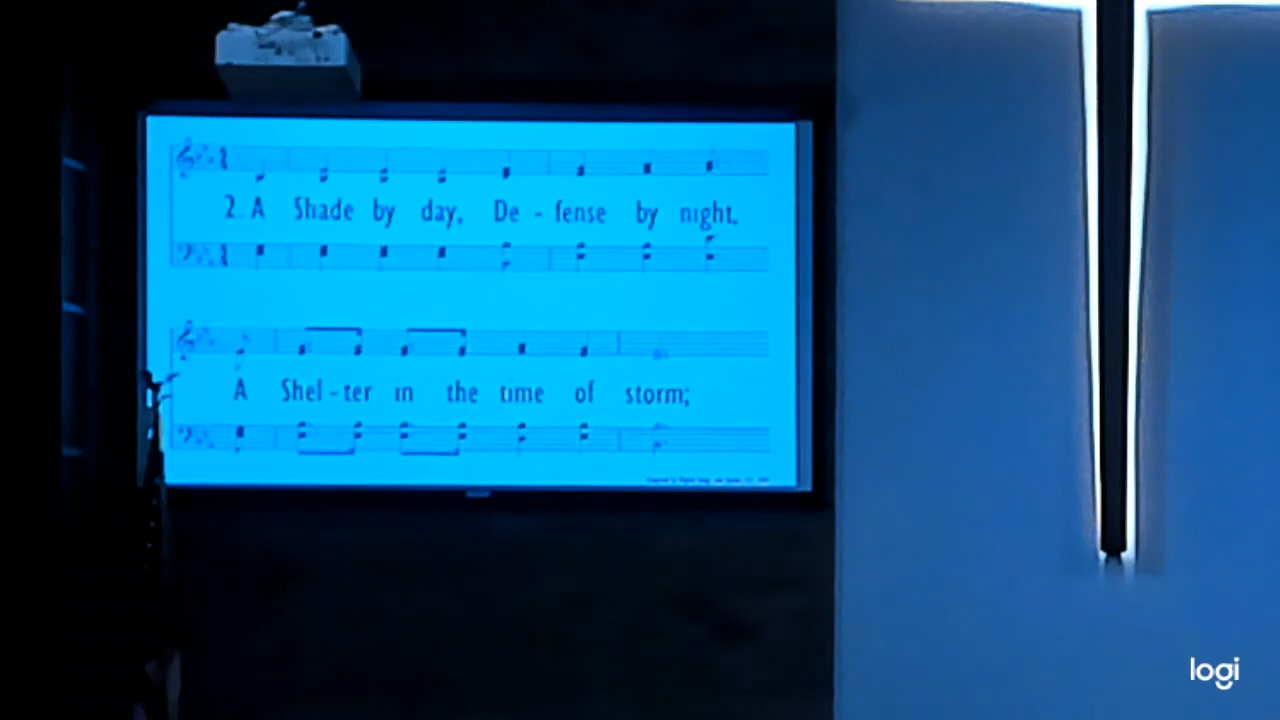 2. A Shade by day, De - fense by night,
A Shel - ter in the time of storm;
logi